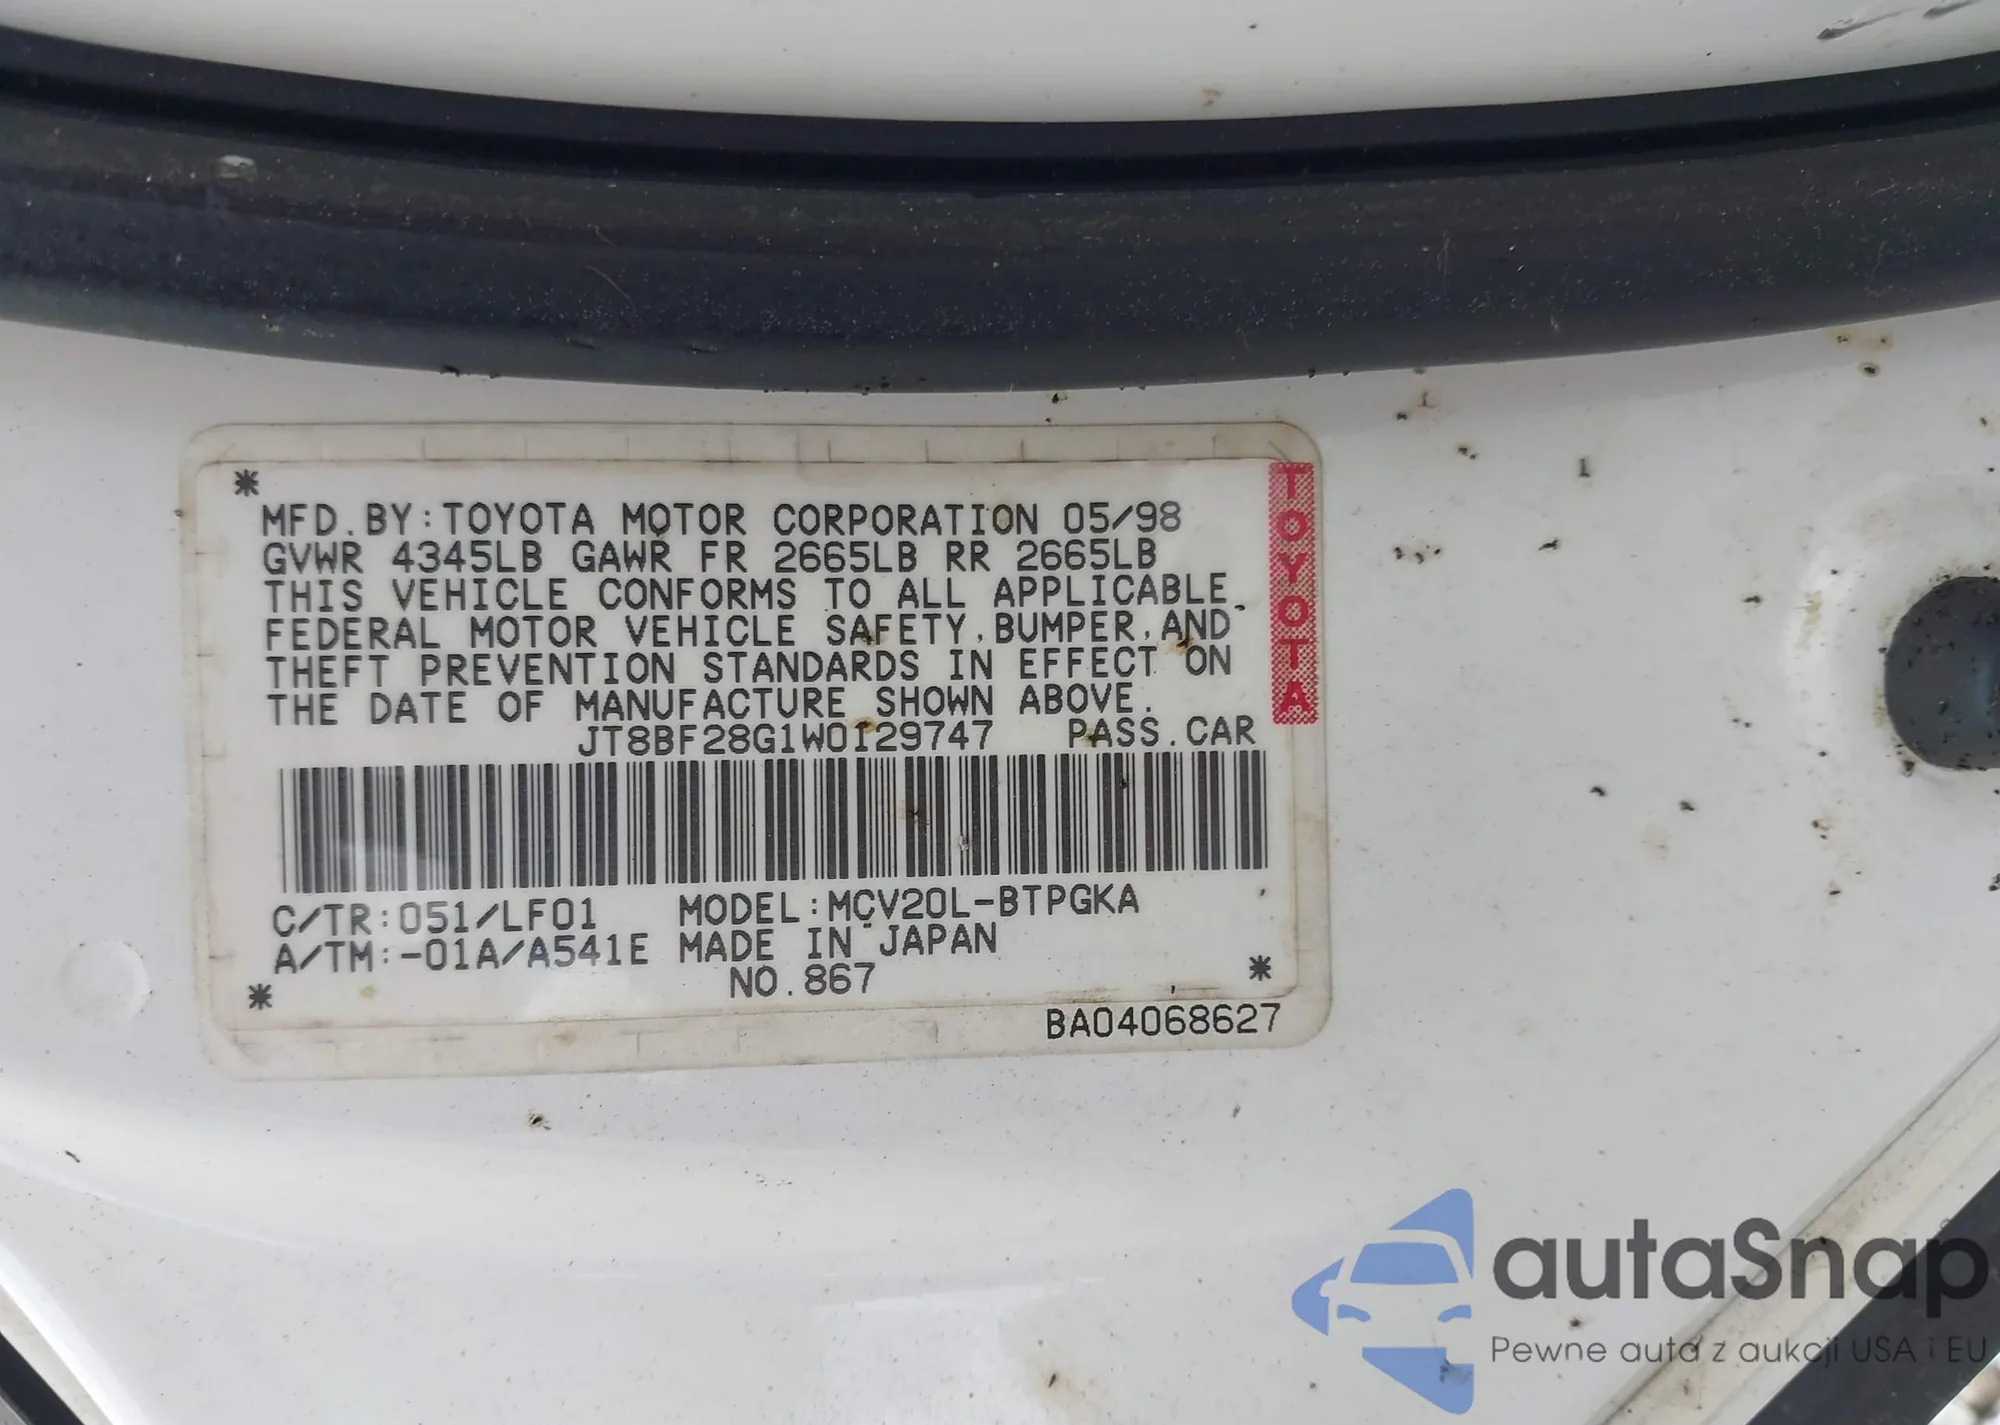 MFD.BY:TOYOTA MOTOR CORPORATION 05/98
GVWR 4345LB GAWR FR 2665LB RR 2665LB
THIS VEHICLE CONFORMS TO ALL APPLICABLE
FEDERAL MOTOR VEHICLE SAFETY,BUMPER,AND
THEFT PREVENTION STANDARDS IN EFFECT ON
THE DATE OF MANUFACTURE SHOWN ABOVE.
JT8BF28G1W0129747 PASS.CAR
C/TR:051/LF01 MODEL:MCV20L-BTPGKA
A/TM:-01A/A541E MADE IN JAPAN
NO.867
BA04068627
TOYOTA
autaSnap
Pewne auta z aukcji USA i EU